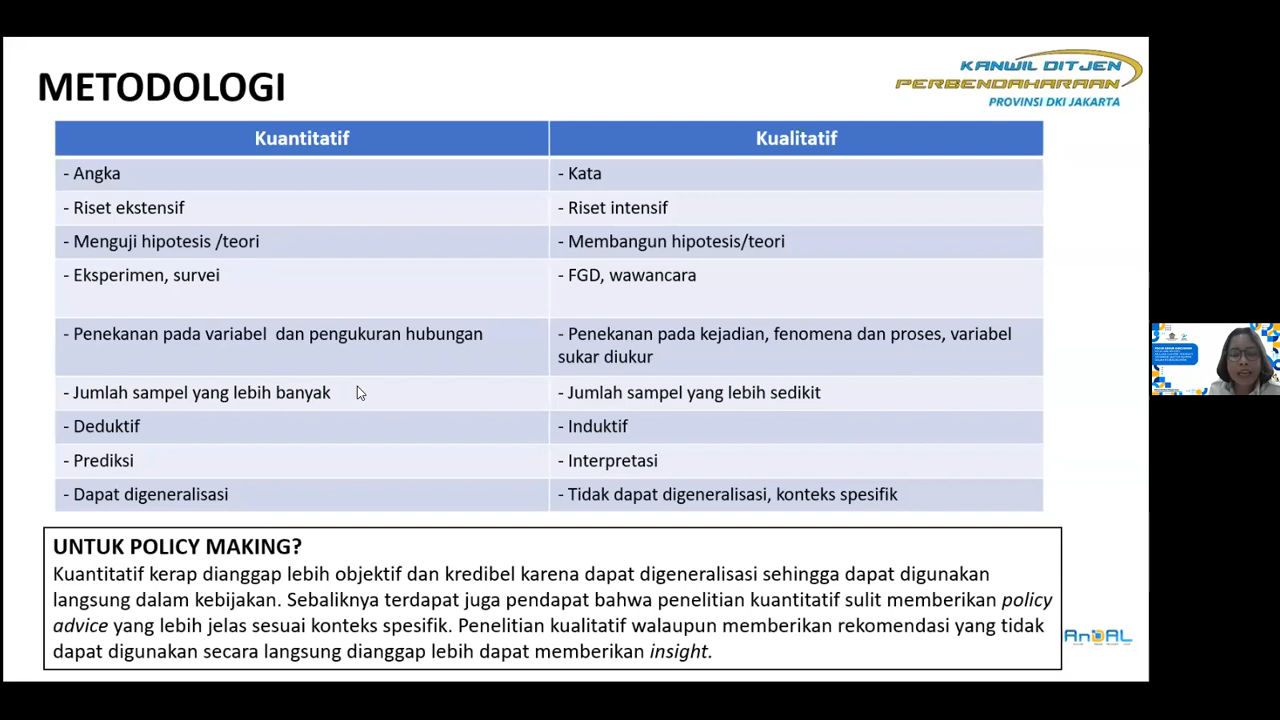 METODOLOGI
KANWIL DITJEN
PERBENDAHARAAN
PROVINSI DKI JAKARTA
Kuantitatif
Kualitatif
- Angka
- Kata
- Riset ekstensif
- Riset intensif
- Menguji hipotesis /teori
- Membangun hipotesis/teori
- Eksperimen, survei
- FGD, wawancara
- Penekanan pada variabel  dan pengukuran hubungan
- Penekanan pada kejadian, fenomena dan proses, variabel
sukar diukur
- Jumlah sampel yang lebih banyak
- Jumlah sampel yang lebih sedikit
- Deduktif
- Induktif
- Prediksi
- Interpretasi
- Dapat digeneralisasi
- Tidak dapat digeneralisasi, konteks spesifik
UNTUK POLICY MAKING?
Kuantitatif kerap dianggap lebih objektif dan kredibel karena dapat digeneralisasi sehingga dapat digunakan
langsung dalam kebijakan. Sebaliknya terdapat juga pendapat bahwa penelitian kuantitatif sulit memberikan policy
advice yang lebih jelas sesuai konteks spesifik. Penelitian kualitatif walaupun memberikan rekomendasi yang tidak
dapat digunakan secara langsung dianggap lebih dapat memberikan insight.
AnDAL